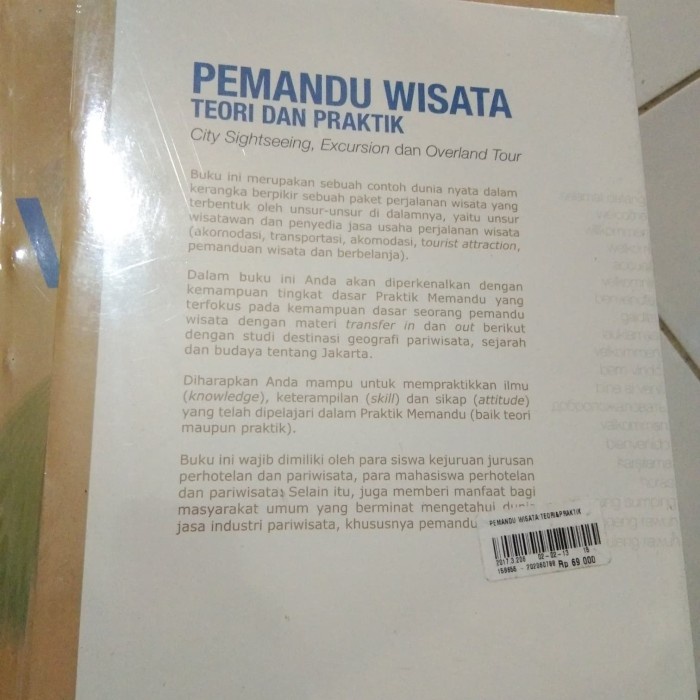 PEMANDU WISATA
TEORI DAN PRAKTIK
City Sightseeing, Excursion dan Overland Tour
Buku ini merupakan sebuah contoh dunia nyata dalam
kerangka berpikir sebuah paket perjalanan wisata yang
terbentuk oleh unsur-unsur di dalamnya, yaitu unsur
wisatawan dan penyedia jasa usaha perjalanan wisata
(akomodasi, transportasi, akomodasi, tourist attraction,
pemanduan wisata dan berbelanja).
Dalam buku ini Anda akan diperkenalkan dengan
kemampuan tingkat dasar Praktik Memandu yang
terfokus pada kemampuan dasar seorang pemandu
wisata dengan materi transfer in dan out berikut
dengan studi destinasi geografi pariwisata, sejarah
dan budaya tentang Jakarta.
Diharapkan Anda mampu untuk mempraktikkan ilmu
(knowledge), keterampilan (skill) dan sikap (attitude)
yang telah dipelajari dalam Praktik Memandu (baik teori
maupun praktik).
Buku ini wajib dimiliki oleh para siswa kejuruan jurusan
perhotelan dan pariwisata, para mahasiswa perhotelan
dan pariwisata. Selain itu, juga memberi manfaat bagi
masyarakat umum yang berminat mengetahui dunia
jasa industri pariwisata, khususnya pemandu
PEMANDU WISATA:TEORI&PRAKTIK
02-02-13
Rp 69 000